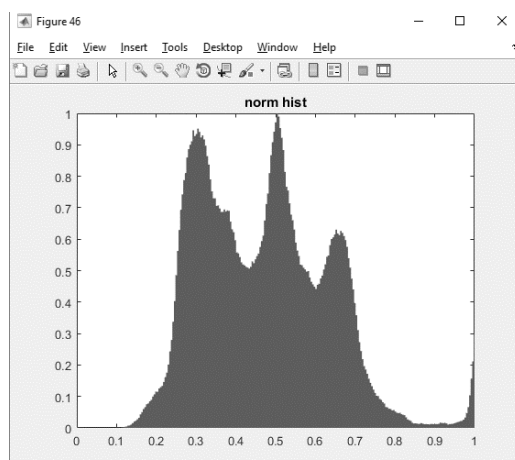 Figure 46
File Edit View Insert Tools Desktop Window Help
norm hist
1
0.9
0.8
0.7
0.6
0.5
0.4
0.3
0.2
0.1
0
0 0.1 0.2 0.3 0.4 0.5 0.6 0.7 0.8 0.9 1